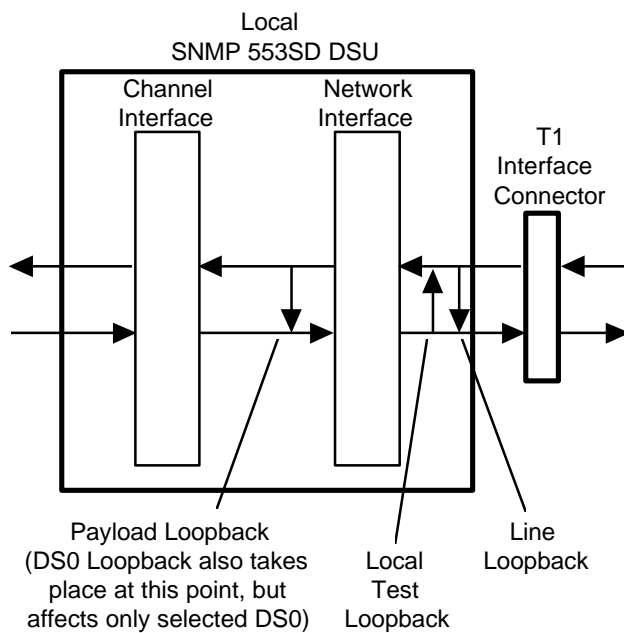 Local
SNMP 553SD DSU
Channel
Interface
Network
Interface
T1
Interface
Connector
Payload Loopback
(DS0 Loopback also takes
place at this point, but
affects only selected DS0)
Local
Test
Loopback
Line
Loopback